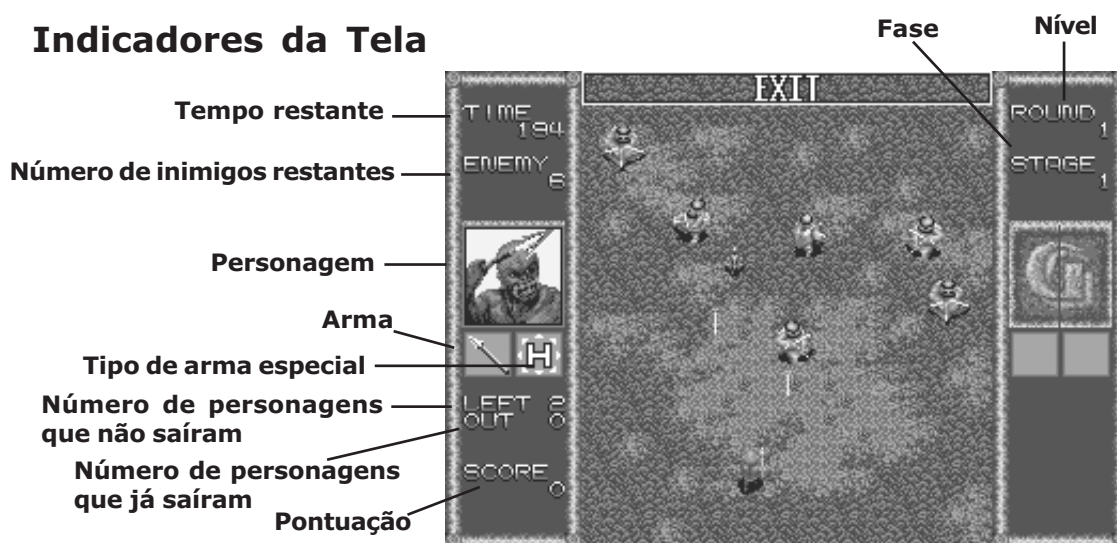 Indicadores da Tela
Fase
Nível
Tempo restante
Número de inimigos restantes
Personagem
Arma
Tipo de arma especial
Número de personagens
que não saíram
Número de personagens
que já saíram
Pontuação
TIME
194
ENEMY
6
H
LEFT 2
OUT 0
SCORE
0
EXIT
ROUND
1
STAGE
1
G